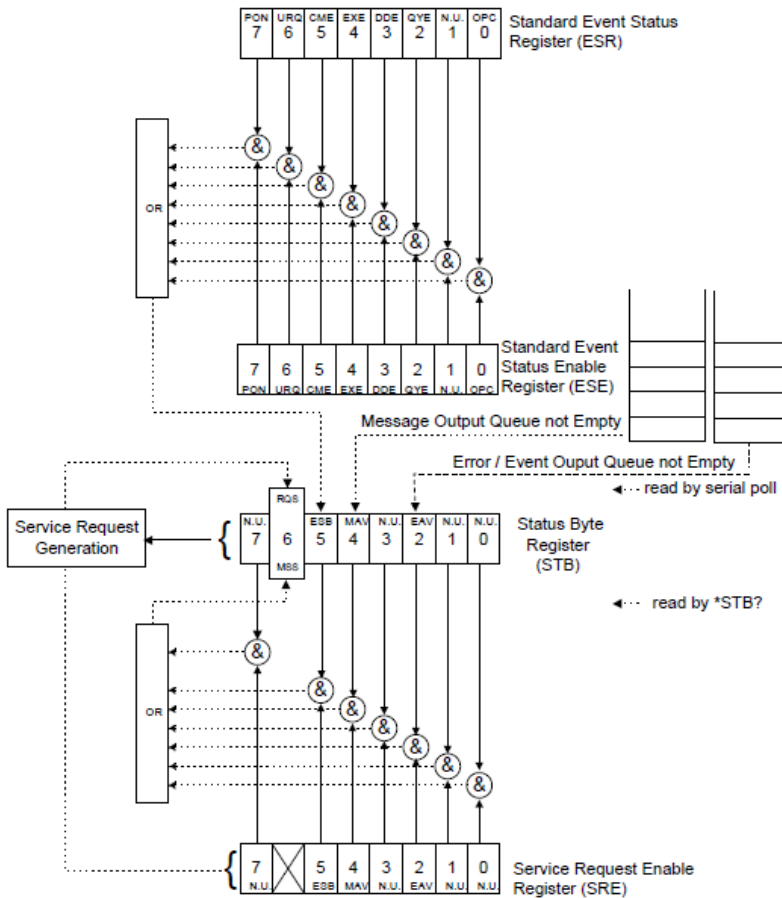 PON URQ CME EXE DDE QYE N.U. OPC
7 6 5 4 3 2 1 0
Standard Event Status
Register (ESR)
&
&
&
&
&
&
&
&
OR
7 6 5 4 3 2 1 0
PON URQ CME EXE DDE QYE N.U. OPC
Standard Event
Status Enable
Register (ESE)
Message Output Queue not Empty
Error / Event Ouput Queue not Empty
read by serial poll
Service Request
Generation
{
N.U. RQS ESB MAV N.U. EAV N.U. N.U.
7 6 5 4 3 2 1 0
MSS
Status Byte
Register
(STB)
read by *STB?
&
&
&
&
&
&
&
OR
{
7 5 4 3 2 1 0
N.U. ESB MAV N.U. EAV N.U. N.U.
Service Request Enable
Register (SRE)